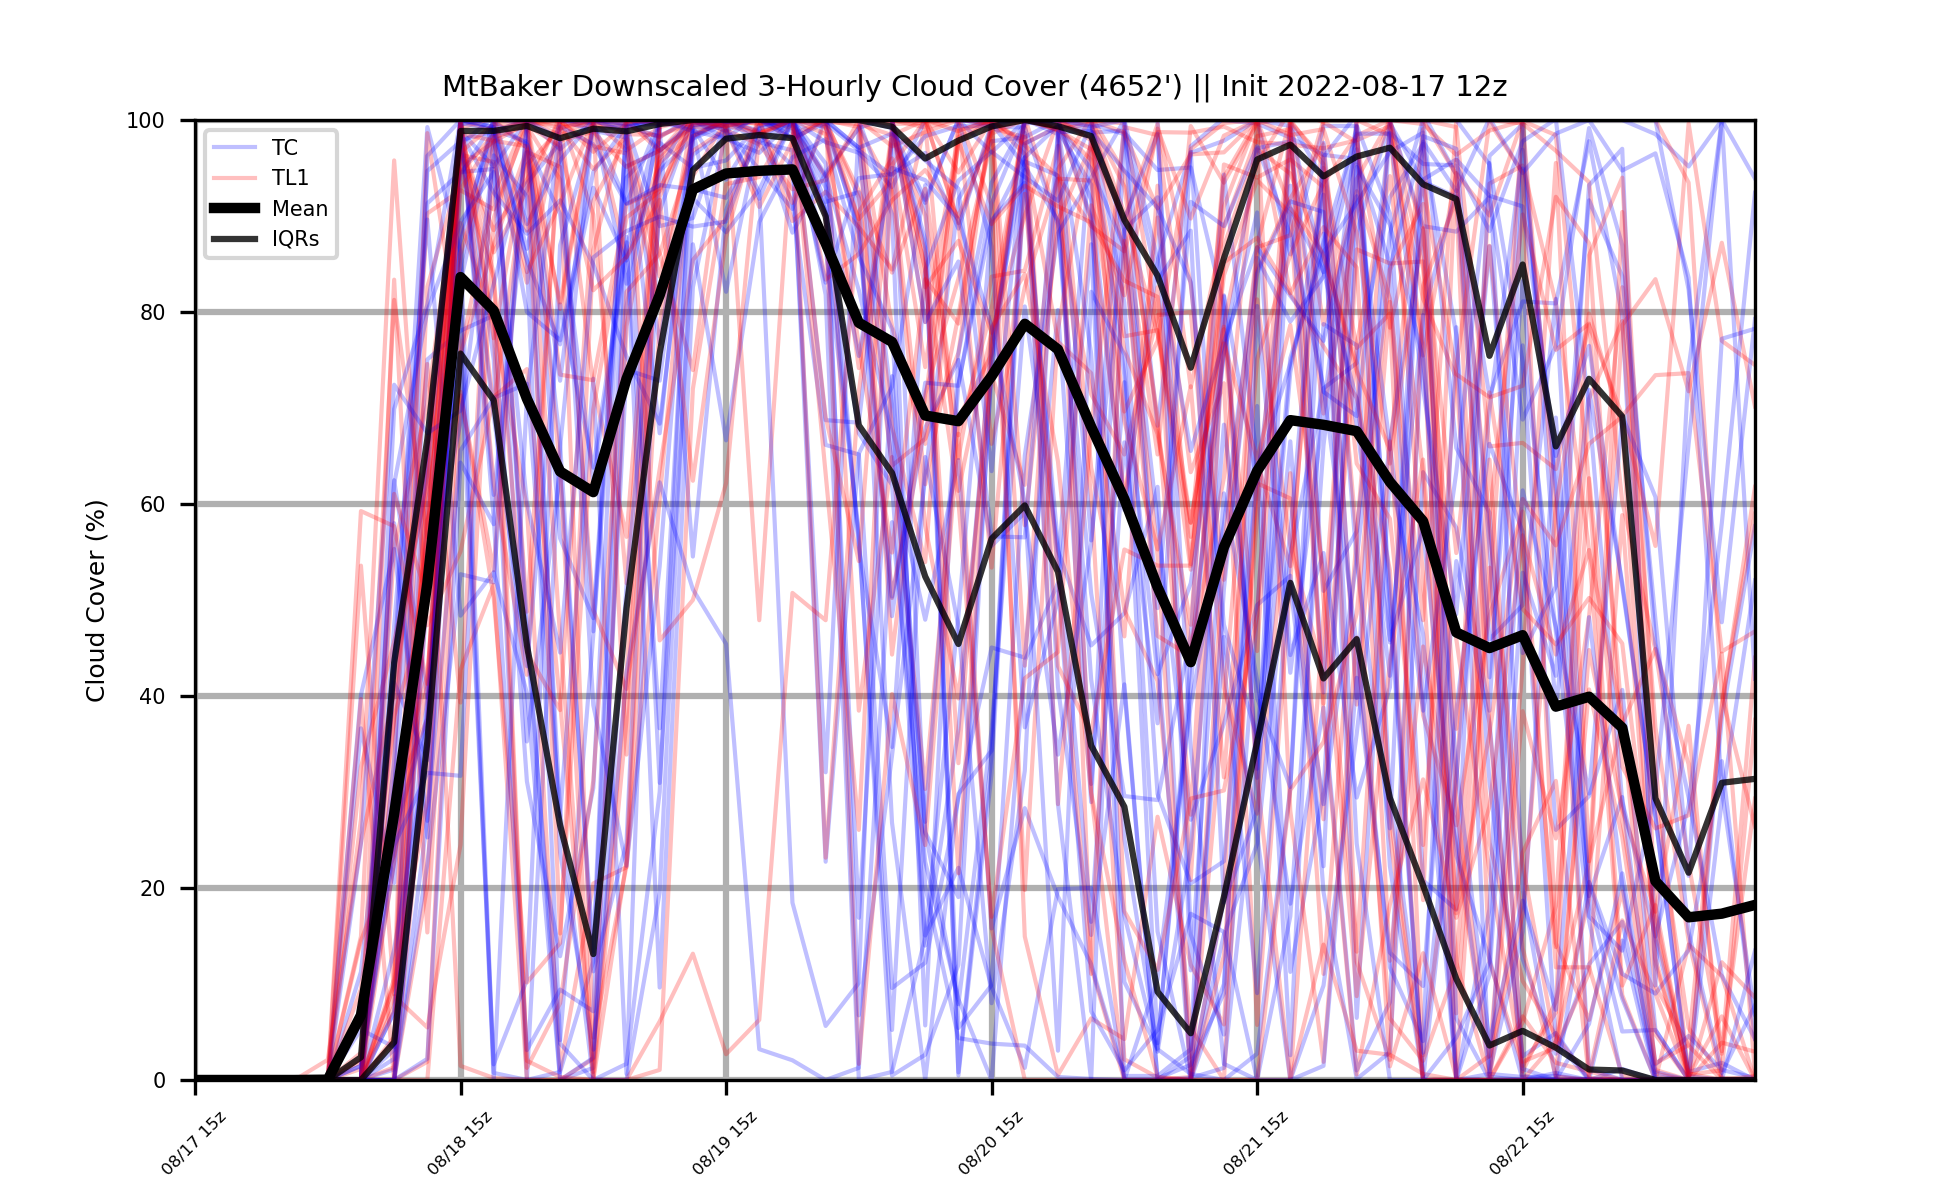 MtBaker Downscaled 3-Hourly Cloud Cover (4652') || Init 2022-08-17 12z
TC
TL1
Mean
IQRs
Cloud Cover (%)
100
80
60
40
20
0
08/17 15z
08/18 15z
08/19 15z
08/20 15z
08/21 15z
08/22 15z